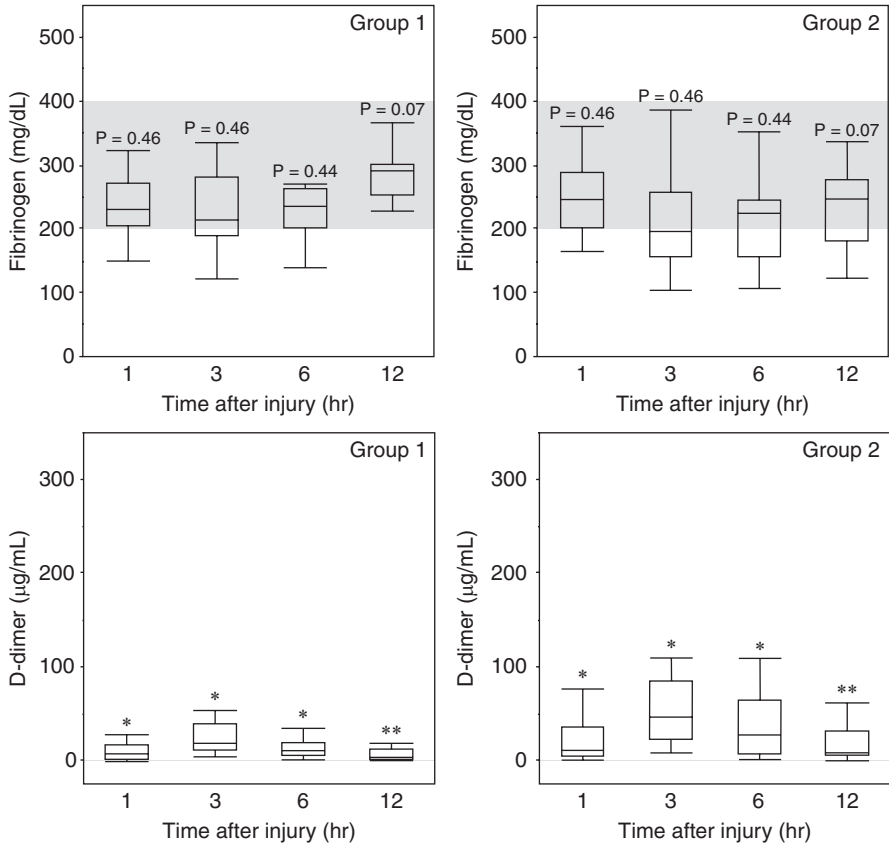 Group 1
500
400
300
200
100
0
Fibrinogen (mg/dL)
P = 0.46
P = 0.46
P = 0.44
P = 0.07
1 3 6 12
Time after injury (hr)
Group 2
500
400
300
200
100
0
Fibrinogen (mg/dL)
P = 0.46
P = 0.46
P = 0.44
P = 0.07
1 3 6 12
Time after injury (hr)
Group 1
300
200
100
0
D-dimer (μg/mL)
* * * **
1 3 6 12
Time after injury (hr)
Group 2
300
200
100
0
D-dimer (μg/mL)
* * * **
1 3 6 12
Time after injury (hr)